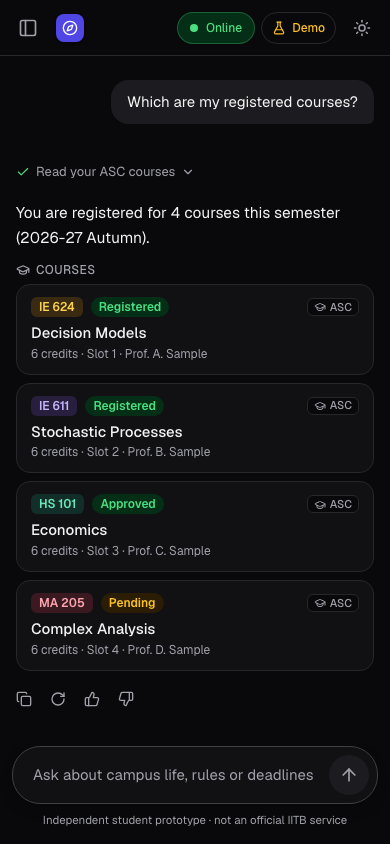 Online
Demo
Which are my registered courses?
Read your ASC courses
You are registered for 4 courses this semester
(2026-27 Autumn).
COURSES
IE 624 Registered ASC
Decision Models
6 credits · Slot 1 · Prof. A. Sample
IE 611 Registered ASC
Stochastic Processes
6 credits · Slot 2 · Prof. B. Sample
HS 101 Approved ASC
Economics
6 credits · Slot 3 · Prof. C. Sample
MA 205 Pending ASC
Complex Analysis
6 credits · Slot 4 · Prof. D. Sample
Ask about campus life, rules or deadlines
Independent student prototype · not an official IITB service